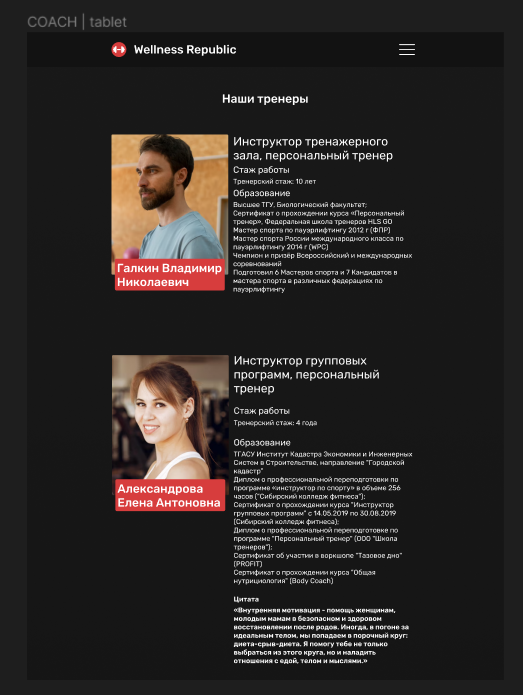 COACH | tablet
Wellness Republic
Наши тренеры
Инструктор тренажерного
зала, персональный тренер
Стаж работы
Тренерский стаж: 10 лет
Образование
Высшее ТГУ, Биологический факультет;
Сертификат о прохождении курса «Персональный
тренер», Федеральная школа тренеров HLS GO
Мастер спорта по пауэрлифтингу 2012 г (ФПР)
Мастер спорта России международного класса по
пауэрлифтингу 2014 г (WPC)
Чемпион и призёр Всероссийский и международных
соревнований
Подготовил 6 Мастеров спорта и 7 Кандидатов в
мастера спорта в различных федерациях по
пауэрлифтингу
Галкин Владимир
Николаевич
Инструктор групповых
программ, персональный
тренер
Стаж работы
Тренерский стаж: 4 года
Образование
ТГАСУ Институт Кадастра Экономики и Инженерных
Систем в Строительстве, направление "Городской
кадастр"
Диплом о профессиональной переподготовки по
программе «инструктор по спорту» в объеме 256
часов ("Сибирский колледж фитнеса");
Сертификат о прохождении курса "Инструктор
групповых программ" с 14.05.2019 по 30.08.2019
(Сибирский колледж фитнеса);
Диплом о профессиональной переподготовке по
программе "Персональный тренер" (ООО "Школа
тренеров");
Сертификат об участии в воркшопе "Тазовое дно"
(PROFIT)
Сертификат о прохождении курса "Общая
нутрициология" (Body Coach)
Александрова
Елена Антоновна
Цитата
«Внутренняя мотивация - помощь женщинам,
молодым мамам в безопасном и здоровом
восстановлении после родов. Иногда, в погоне за
идеальным телом, мы попадаем в порочный круг:
диета-срыв-диета. Я помогу тебе не только
выбраться из этого круга, но и наладить
отношения с едой, телом и мыслями.»